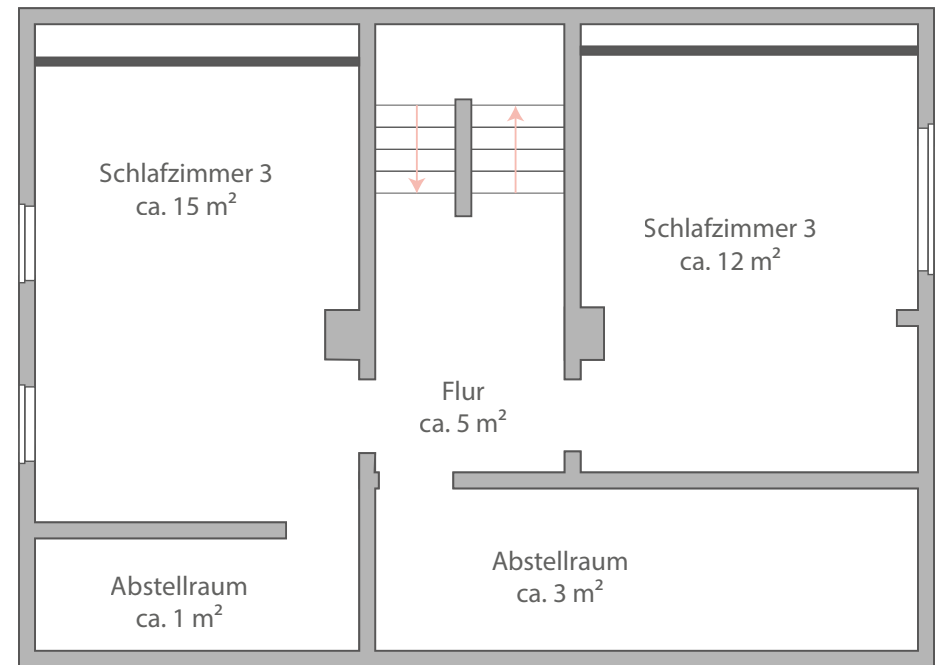 Schlafzimmer 3
ca. 15 m²
Schlafzimmer 3
ca. 12 m²
Flur
ca. 5 m²
Abstellraum
ca. 3 m²
Abstellraum
ca. 1 m²